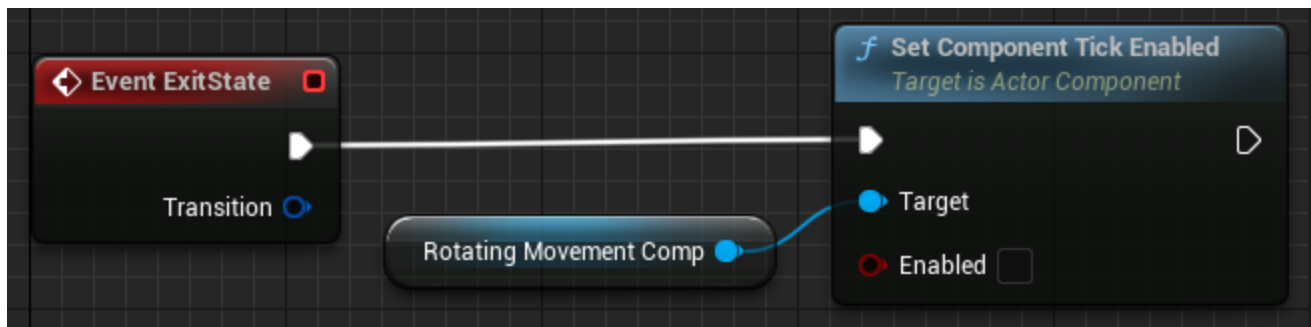 Event ExitState
Transition
Rotating Movement Comp
f Set Component Tick Enabled
Target is Actor Component
Target
Enabled